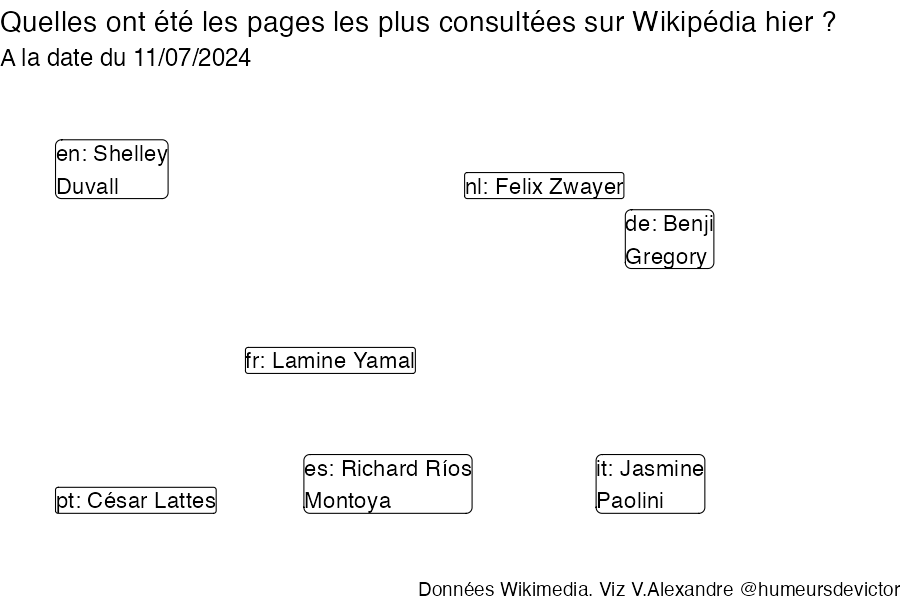 Quelles ont été les pages les plus consultées sur Wikipédia hier ?
A la date du 11/07/2024
en: Shelley
Duvall
nl: Felix Zwayer
de: Benji
Gregory
fr: Lamine Yamal
es: Richard Ríos
Montoya
it: Jasmine
Paolini
pt: César Lattes
Données Wikimedia. Viz V.Alexandre @humeursdevictor